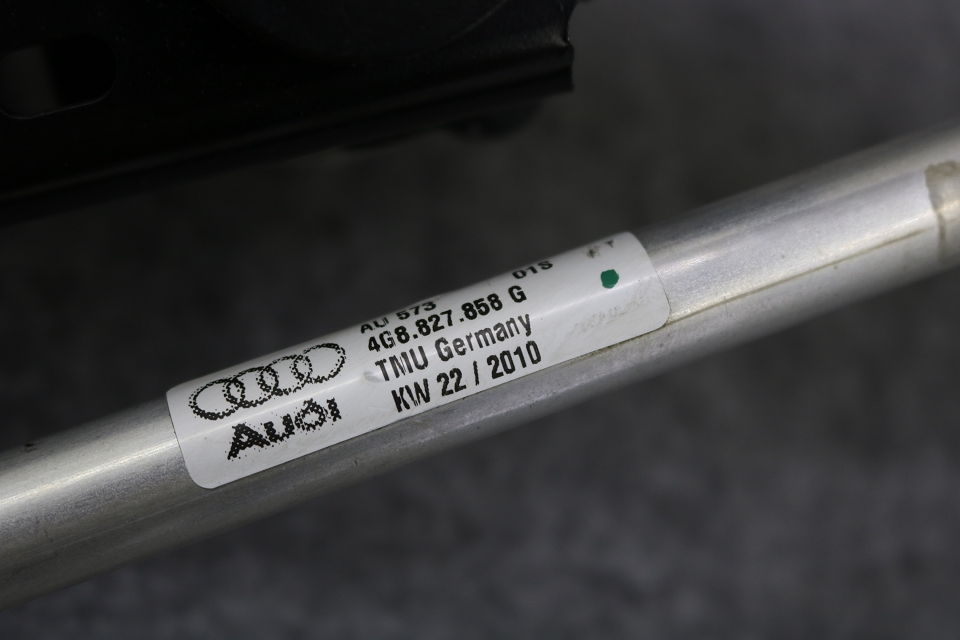 AU 573 01S
4G8.827.858 G
TMU Germany
KW 22 / 2010
Audi